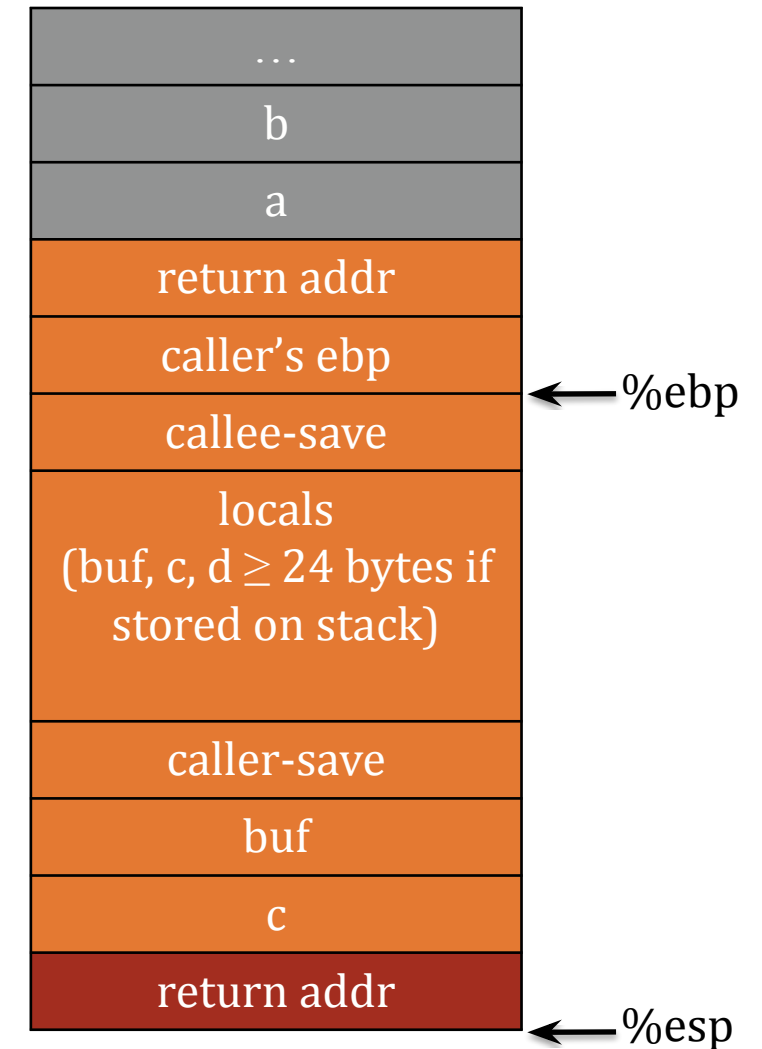 ...
b
a
return addr
caller’s ebp
%ebp
callee-save
locals
(buf, c, d ≥ 24 bytes if
stored on stack)
caller-save
buf
c
return addr
%esp